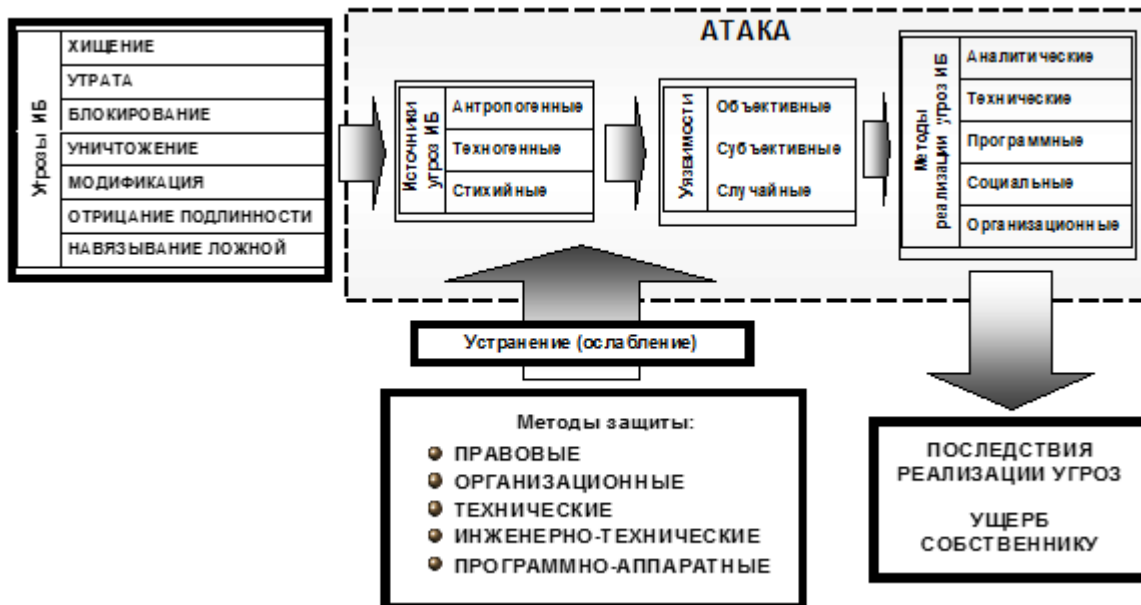 АТАКА
Угрозы ИБ
ХИЩЕНИЕ
УТРАТА
БЛОКИРОВАНИЕ
УНИЧТОЖЕНИЕ
МОДИФИКАЦИЯ
ОТРИЦАНИЕ ПОДЛИННОСТИ
НАВЯЗЫВАНИЕ ЛОЖНОЙ
Источники
угроз ИБ
Антропогенные
Техногенные
Стихийные
Уязвимости
Объективные
Субъективные
Случайные
Методы
реализации угроз ИБ
Аналитические
Технические
Программные
Социальные
Организационные
Устранение (ослабление)
Методы защиты:
ПРАВОВЫЕ
ОРГАНИЗАЦИОННЫЕ
ТЕХНИЧЕСКИЕ
ИНЖЕНЕРНО-ТЕХНИЧЕСКИЕ
ПРОГРАММНО-АППАРАТНЫЕ
ПОСЛЕДСТВИЯ
РЕАЛИЗАЦИИ УГРОЗ
УЩЕРБ
СОБСТВЕННИКУ